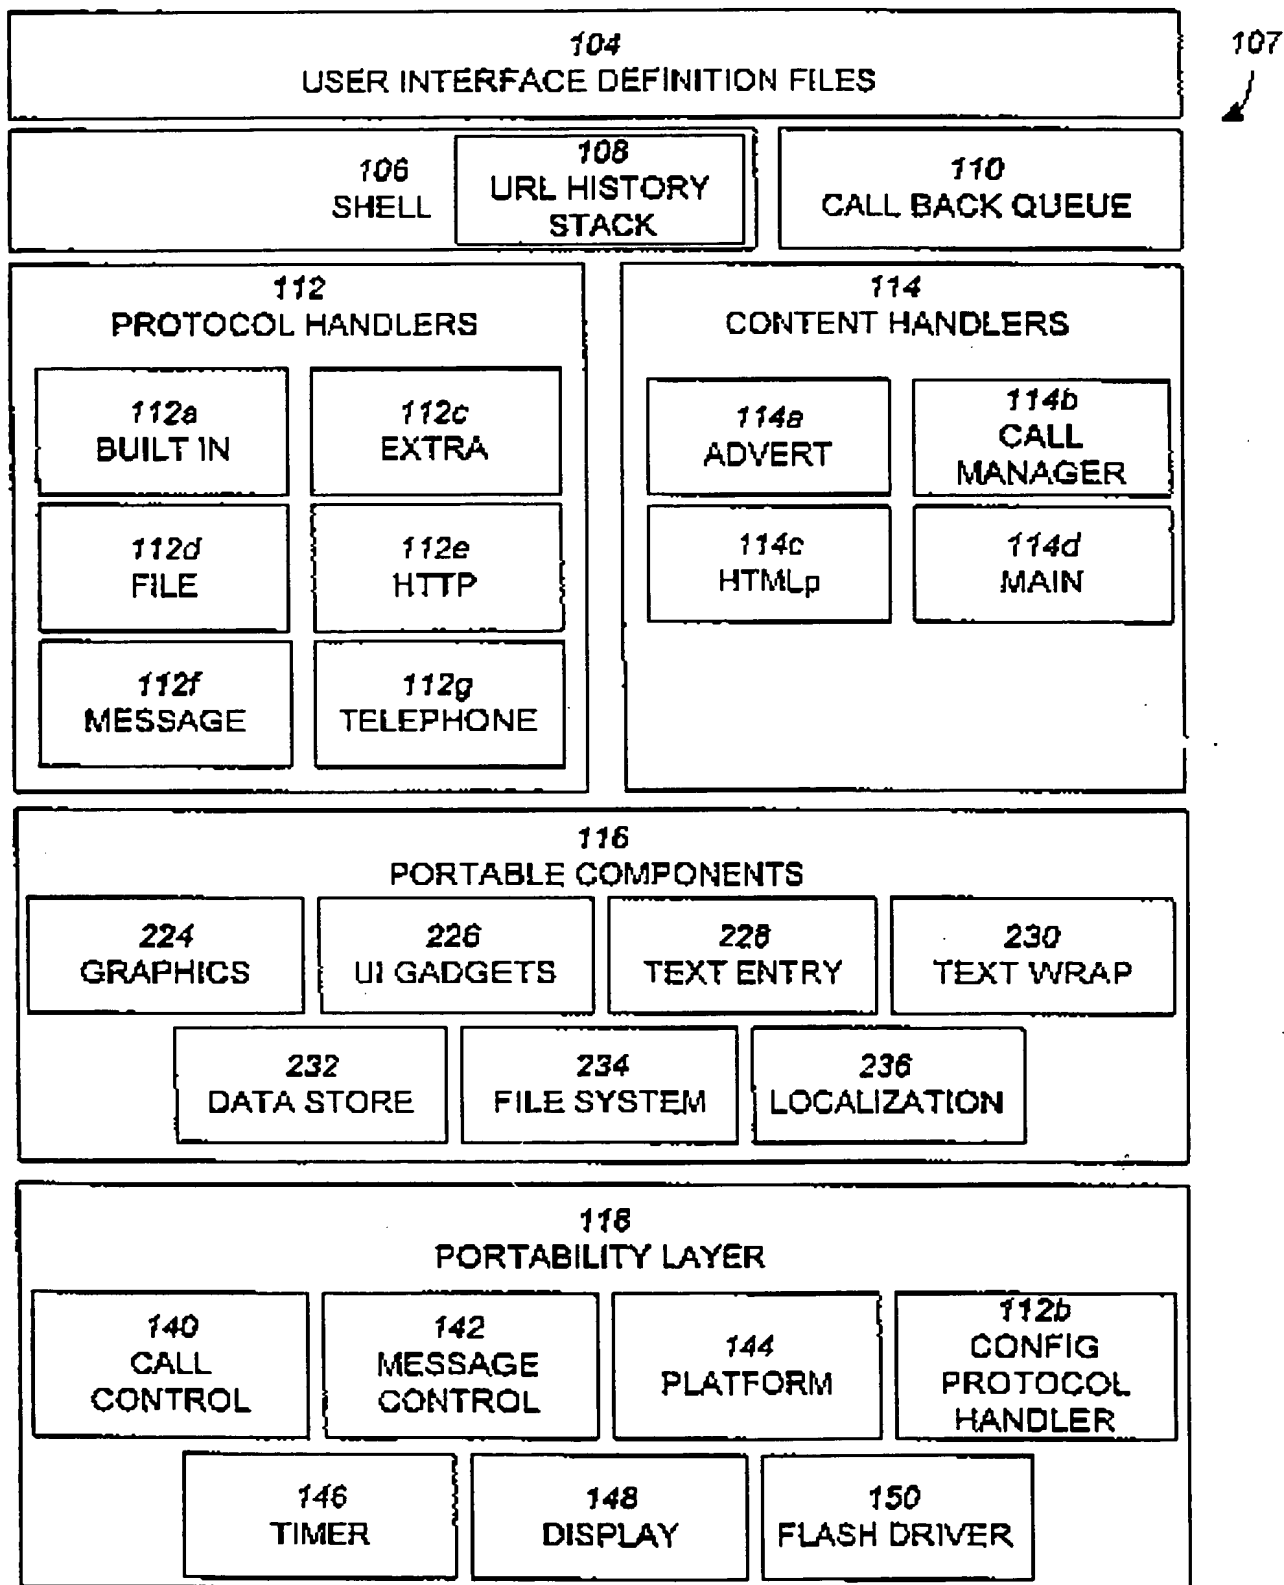 104
USER INTERFACE DEFINITION FILES
107
106
SHELL
108
URL HISTORY
STACK
110
CALL BACK QUEUE
112
PROTOCOL HANDLERS
112a
BUILT IN
112c
EXTRA
112d
FILE
112e
HTTP
112f
MESSAGE
112g
TELEPHONE
114
CONTENT HANDLERS
114a
ADVERT
114b
CALL
MANAGER
114c
HTMLp
114d
MAIN
116
PORTABLE COMPONENTS
224
GRAPHICS
226
UI GADGETS
228
TEXT ENTRY
230
TEXT WRAP
232
DATA STORE
234
FILE SYSTEM
236
LOCALIZATION
118
PORTABILITY LAYER
140
CALL
CONTROL
142
MESSAGE
CONTROL
144
PLATFORM
112b
CONFIG
PROTOCOL
HANDLER
146
TIMER
148
DISPLAY
150
FLASH DRIVER